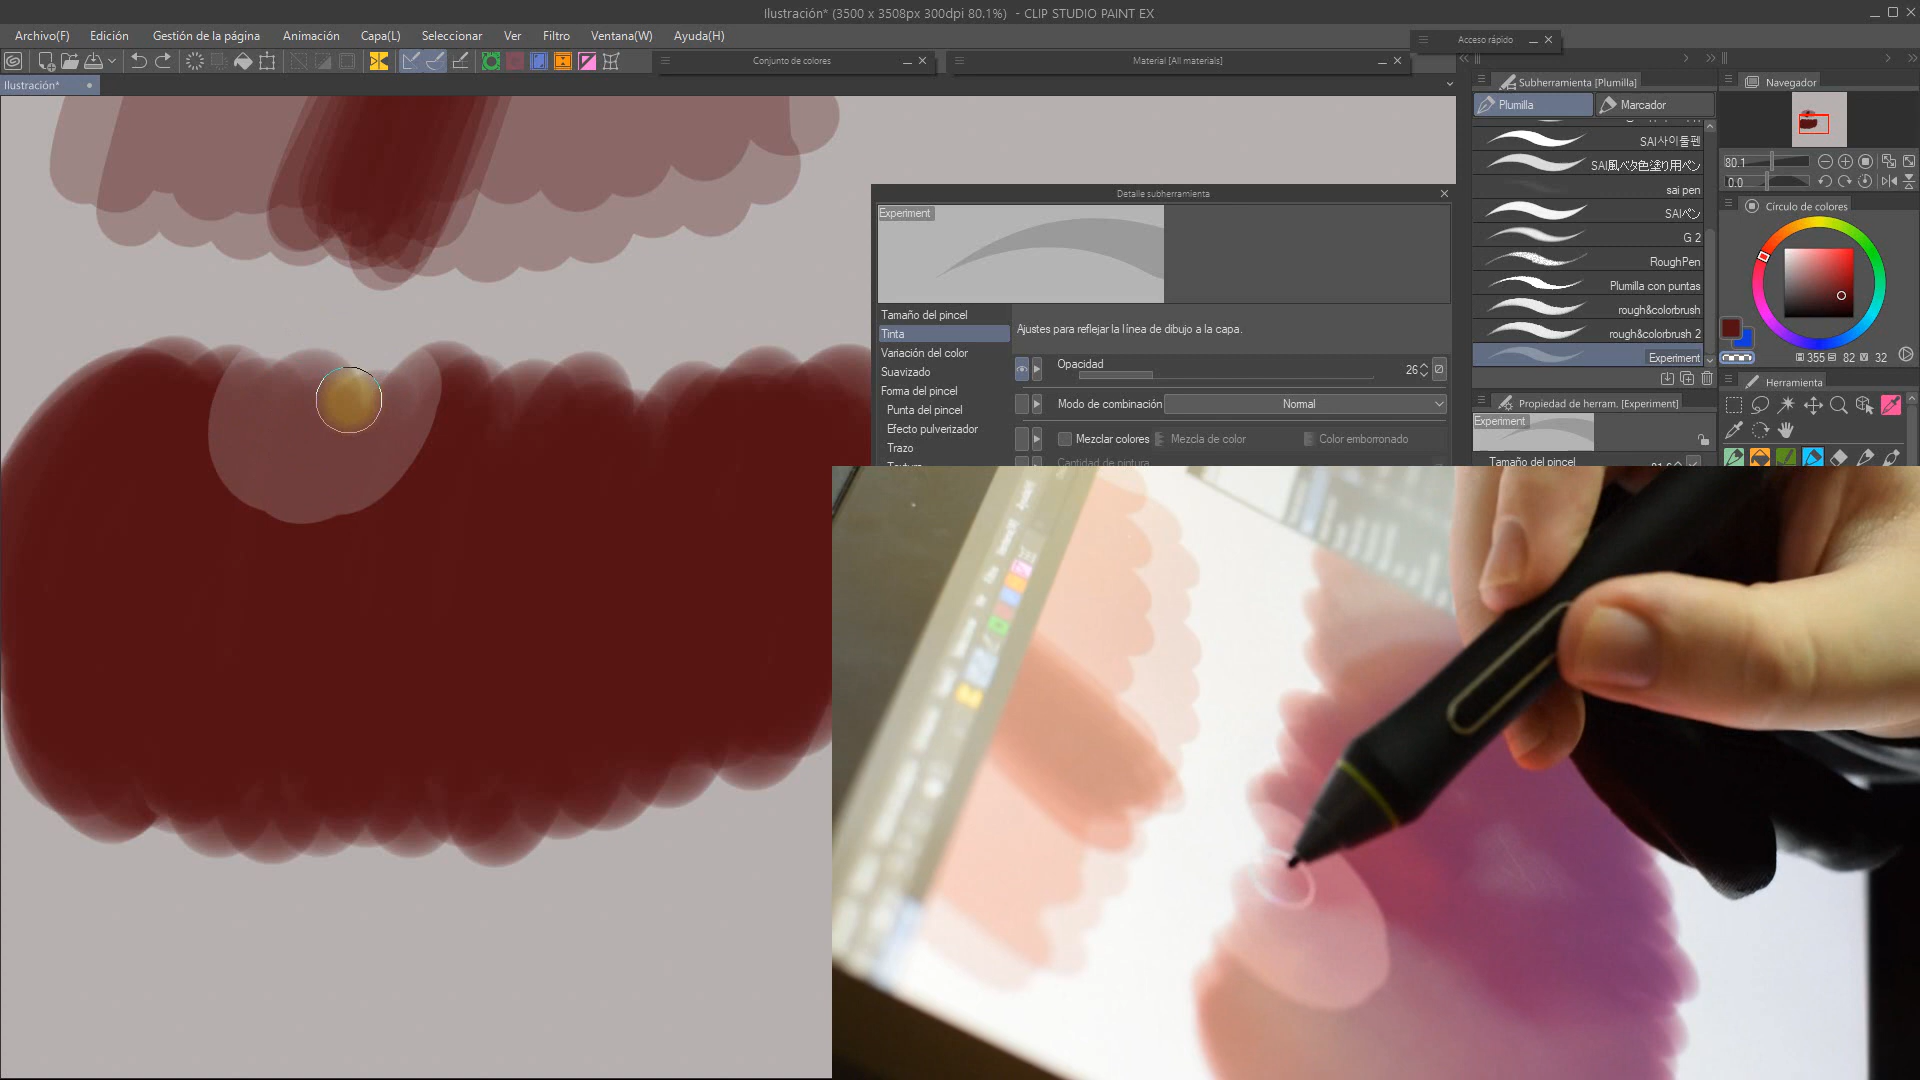 Ilustración* (3500 x 3508px 300dpi 80.1%) - CLIP STUDIO PAINT EX
Archivo(F) Edición Gestión de la página Animación Capa(L) Seleccionar Ver Filtro Ventana(W) Ayuda(H)
Acceso rápido
Conjunto de colores
Material [All materials]
Ilustración*
Subherramienta [Plumilla]
Plumilla
Marcador
SAI사이툴펜
SAI風ベタ色塗り用ペン
sai pen
SAIペン
G 2
RoughPen
Plumilla con puntas
rough&colorbrush
rough&colorbrush 2
Experiment
Navegador
80.1
0.0
Círculo de colores
H 355 S 82 V 32
Herramienta
Propiedad de herram. [Experiment]
Experiment
Tamaño del pincel
Detalle subherramienta
Experiment
Tamaño del pincel
Tinta
Variación del color
Suavizado
Forma del pincel
Punta del pincel
Efecto pulverizador
Trazo
Ajustes para reflejar la línea de dibujo a la capa.
Opacidad
26
Modo de combinación
Normal
Mezclar colores
Mezcla de color
Color emborronado
Cantidad de pintura